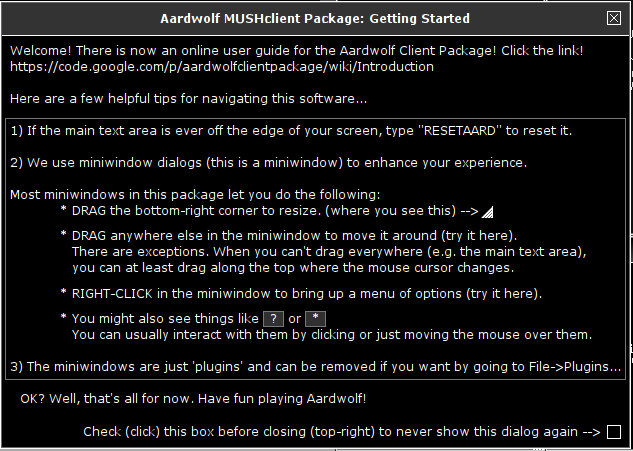 Aardwolf MUSHclient Package: Getting Started
Welcome! There is now an online user guide for the Aardwolf Client Package! Click the link!
https://code.google.com/p/aardwolfclientpackage/wiki/Introduction
Here are a few helpful tips for navigating this software...
1) If the main text area is ever off the edge of your screen, type "RESETAARD" to reset it.
2) We use miniwindow dialogs (this is a miniwindow) to enhance your experience.
Most miniwindows in this package let you do the following:
* DRAG the bottom-right corner to resize. (where you see this) -->
* DRAG anywhere else in the miniwindow to move it around (try it here).
There are exceptions. When you can't drag everywhere (e.g. the main text area),
you can at least drag along the top where the mouse cursor changes.
* RIGHT-CLICK in the miniwindow to bring up a menu of options (try it here).
* You might also see things like ? or *
You can usually interact with them by clicking or just moving the mouse over them.
3) The miniwindows are just 'plugins' and can be removed if you want by going to File->Plugins...
OK? Well, that's all for now. Have fun playing Aardwolf!
Check (click) this box before closing (top-right) to never show this dialog again -->